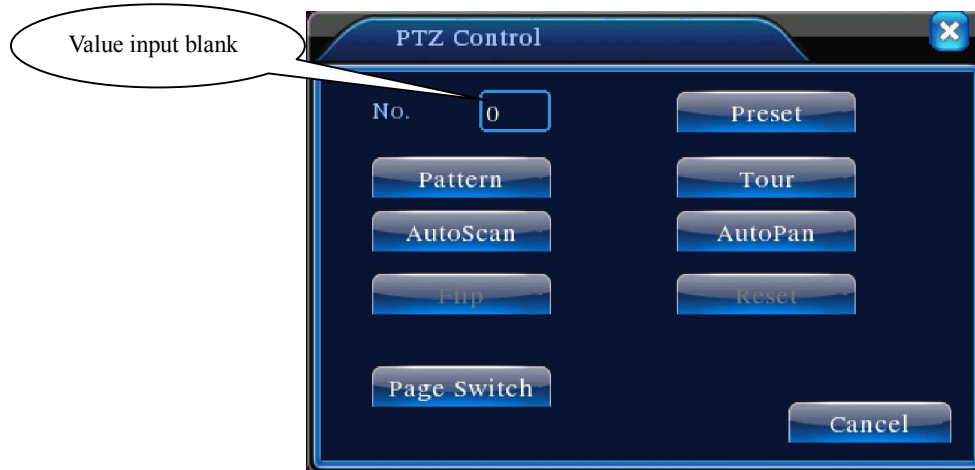 Value input blank
PTZ Control
No. 0 Preset
Pattern Tour
AutoScan AutoPan
Flip Reset
Page Switch
Cancel